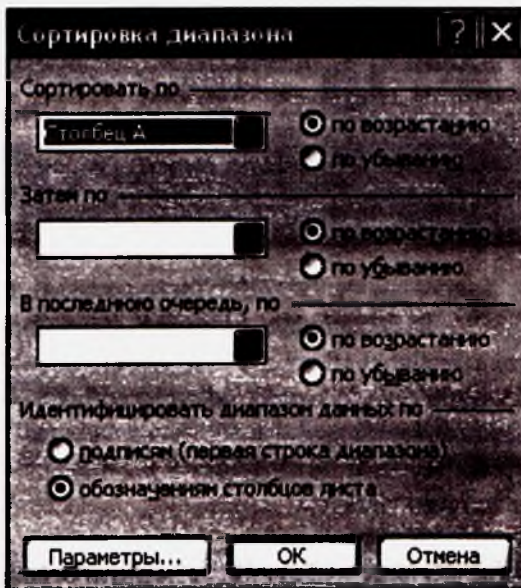 Сортировка диапазона
Сортировать по
Столбец А
по возрастанию
по убыванию
Затем по
по возрастанию
по убыванию
В последнюю очередь, по
по возрастанию
по убыванию
Идентифицировать диапазон данных по
подписям (первая строка диапазона)
обозначениям столбцов листа
Параметры... ОК Отмена